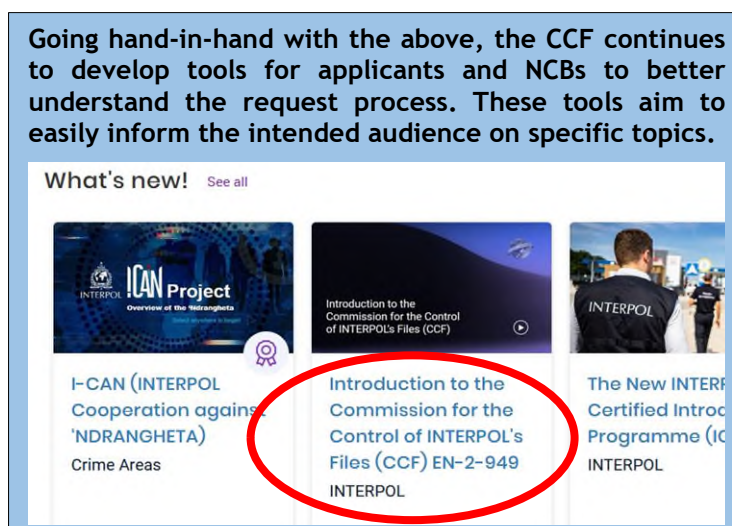 Going hand-in-hand with the above, the CCF continues
to develop tools for applicants and NCBs to better
understand the request process. These tools aim to
easily inform the intended audience on specific topics.
What's new! See all
INTERPOL I-CAN Project
Overview of the 'Ndrangheta
Introduction to the
Commission for the Control
of INTERPOL's Files (CCF)
INTERPOL
I-CAN (INTERPOL
Cooperation against
'NDRANGHETA)
Crime Areas
Introduction to the
Commission for the
Control of INTERPOL's
Files (CCF) EN-2-949
INTERPOL
The New
Certified
Programme
INTERPOL